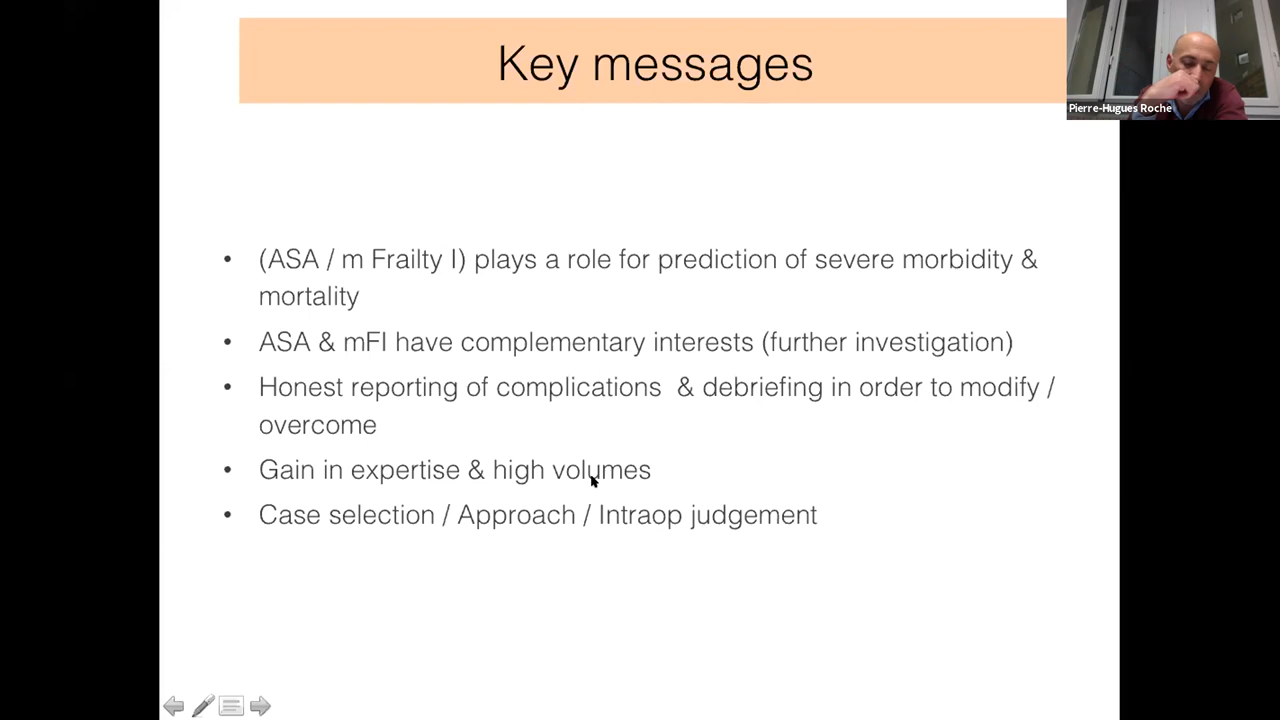 Key messages
Pierre-Hugues Roche
• (ASA / m Frailty I) plays a role for prediction of severe morbidity &
mortality
• ASA & mFI have complementary interests (further investigation)
• Honest reporting of complications  & debriefing in order to modify /
overcome
• Gain in expertise & high volumes
• Case selection / Approach / Intraop judgement